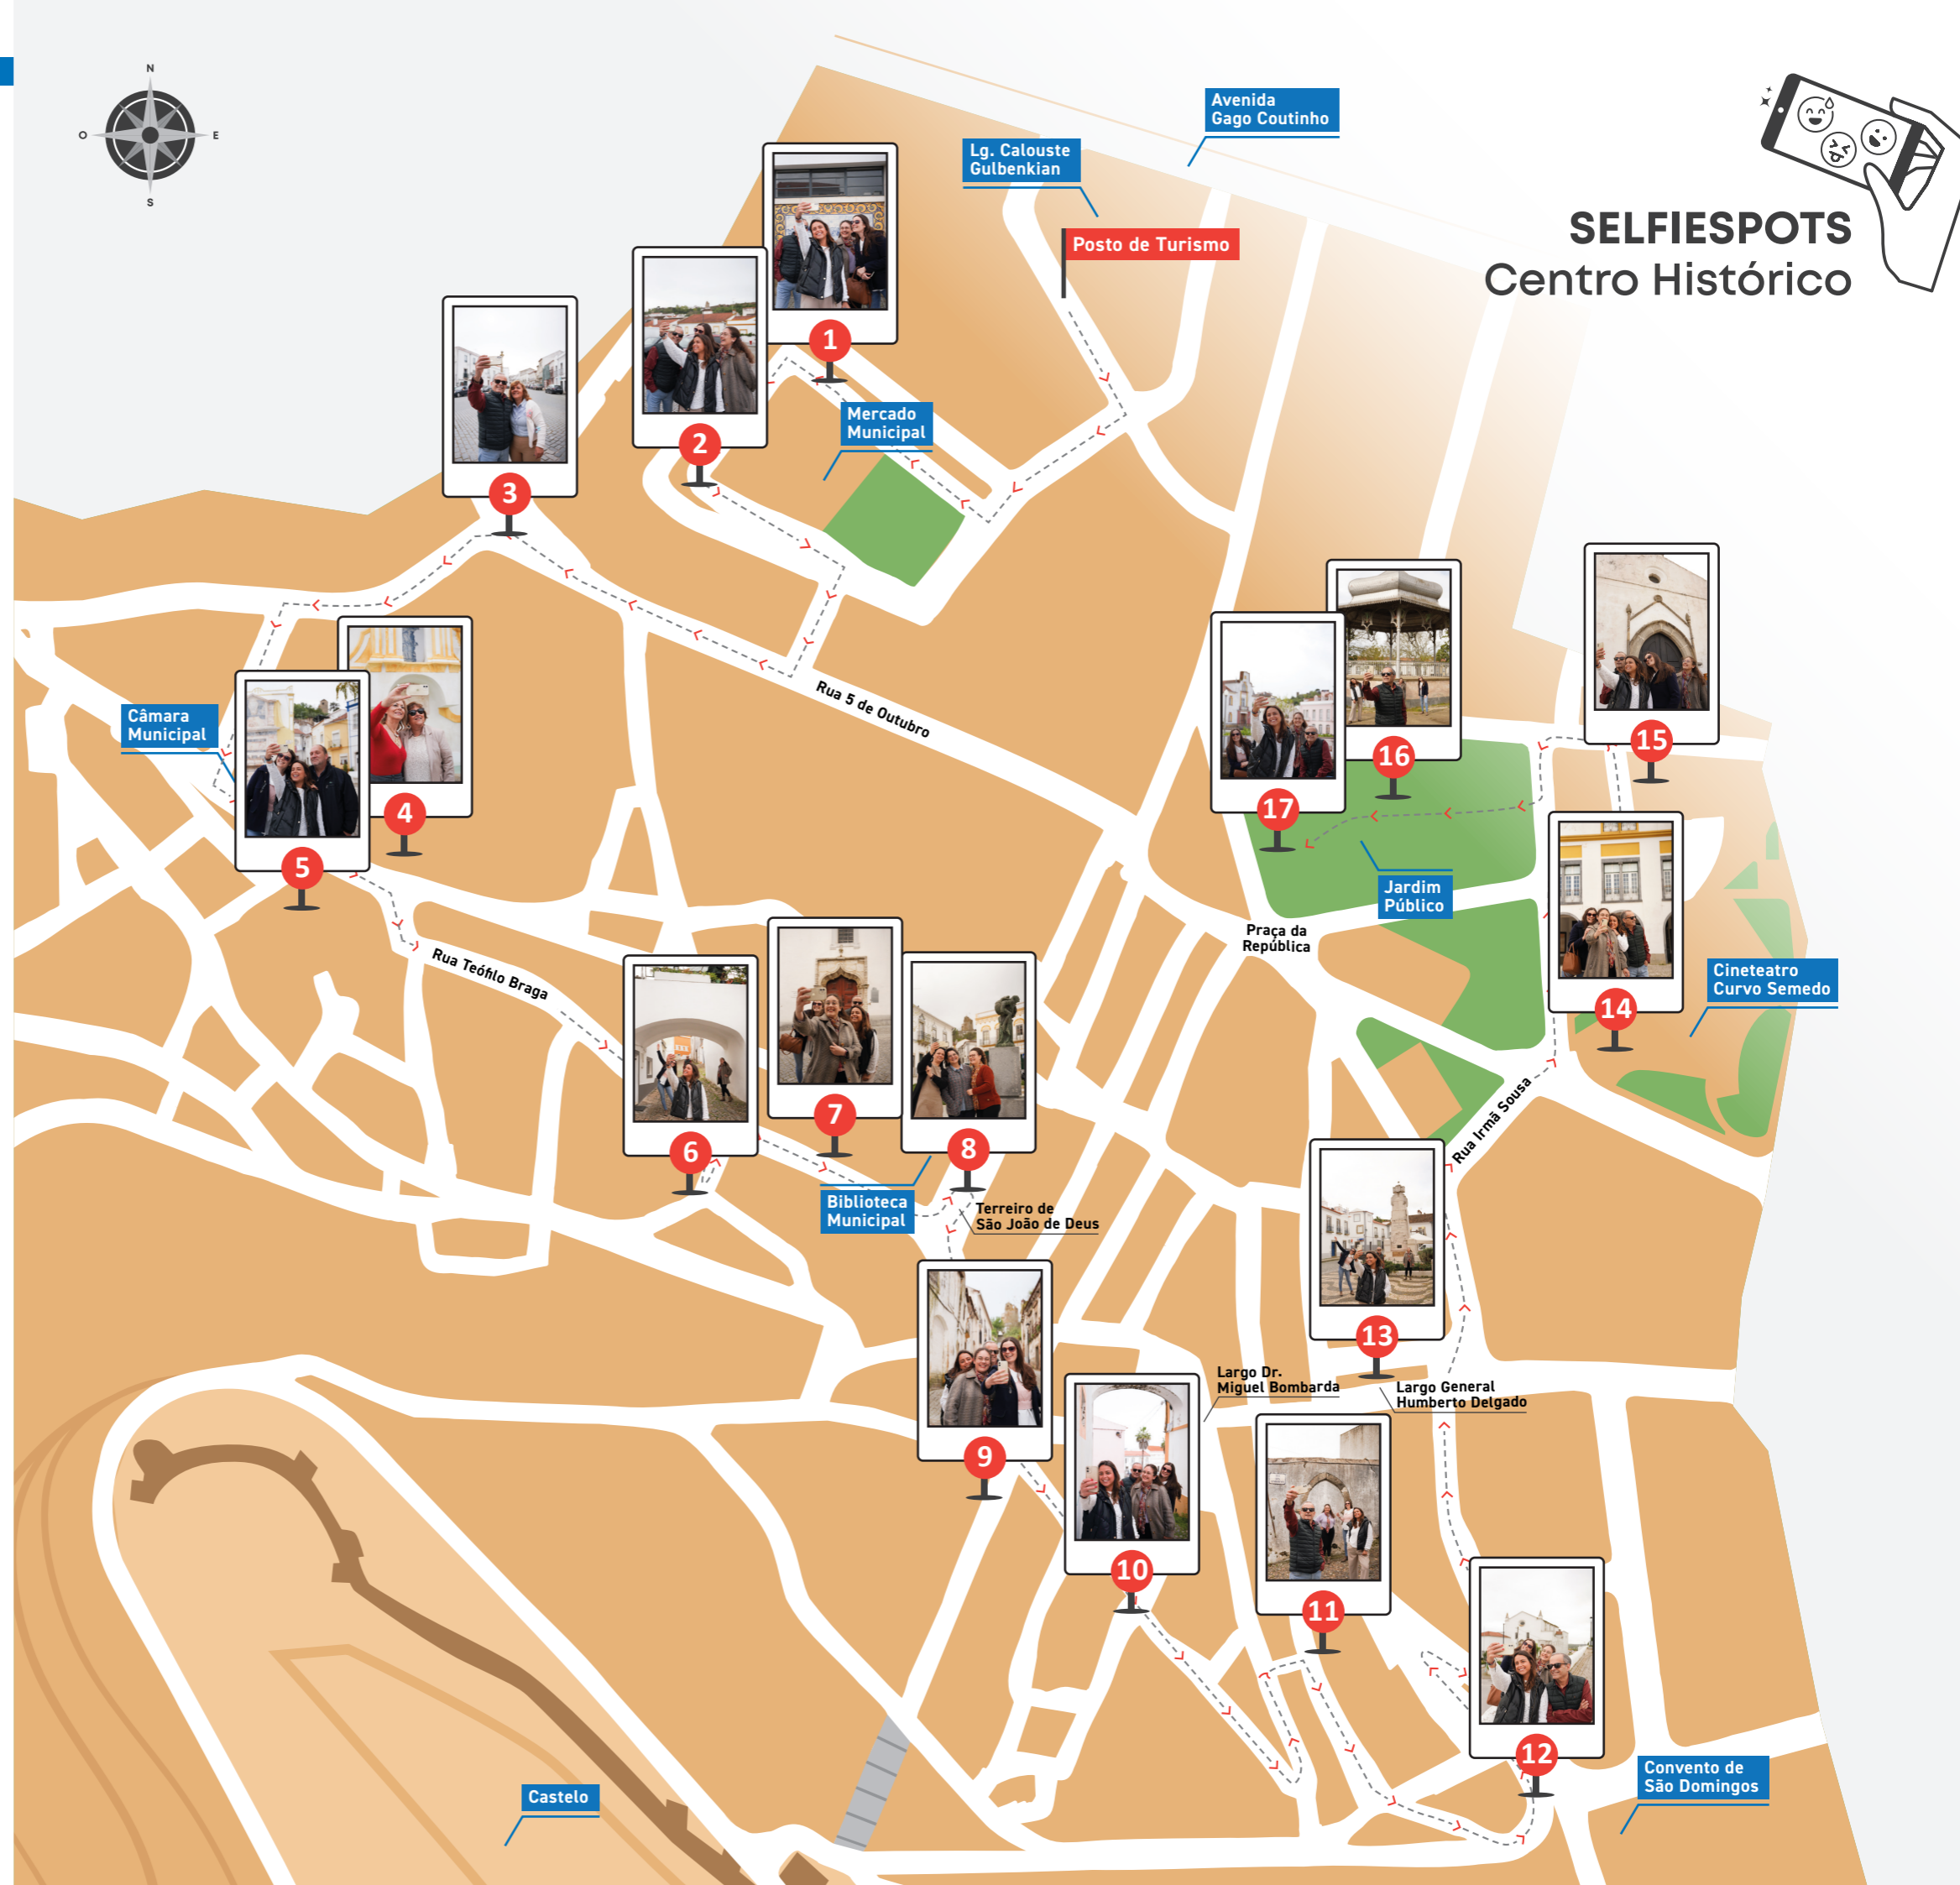 N
O
E
S
Avenida
Gago Coutinho
Lg. Calouste
Gulbenkian
Posto de Turismo
SELFIESPOTS
Centro Histórico
1
2
3
Mercado
Municipal
Rua 5 de Outubro
Câmara
Municipal
4
5
15
16
17
Jardim
Público
Praça da
República
Rua Teófilo Braga
Cineteatro
Curvo Semedo
14
Rua Irmã Sousa
6
7
8
Biblioteca
Municipal
Terreiro de
São João de Deus
13
Largo Dr.
Miguel Bombarda
Largo General
Humberto Delgado
9
10
11
12
Convento de
São Domingos
Castelo